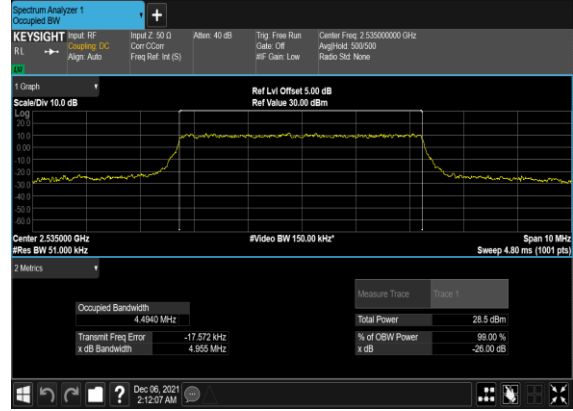 Spectrum Analyzer 1
Occupied BW
KEYSIGHT
RL
Input: RF
Coupling: DC
Align: Auto
Input Z: 50 Ω
Corr CCorr
Freq Ref: Int (S)
Atten: 40 dB
Trig: Free Run
Gate: Off
#IF Gain: Low
Center Freq: 2.535000000 GHz
Avg|Hold: 500/500
Radio Std: None
1 Graph
Scale/Div 10.0 dB
Ref Lvl Offset 5.00 dB
Ref Value 30.00 dBm
Log
20.0
10.0
0.00
-10.0
-20.0
-30.0
-40.0
-50.0
-60.0
Center 2.535000 GHz
#Res BW 51.000 kHz
#Video BW 150.00 kHz*
Span 10 MHz
Sweep 4.80 ms (1001 pts)
2 Metrics
Measure Trace Trace 1
Occupied Bandwidth
4.4940 MHz
Total Power 28.5 dBm
Transmit Freq Error -17.572 kHz
% of OBW Power 99.00 %
x dB Bandwidth 4.955 MHz
x dB -26.00 dB
?
Dec 06, 2021
2:12:07 AM